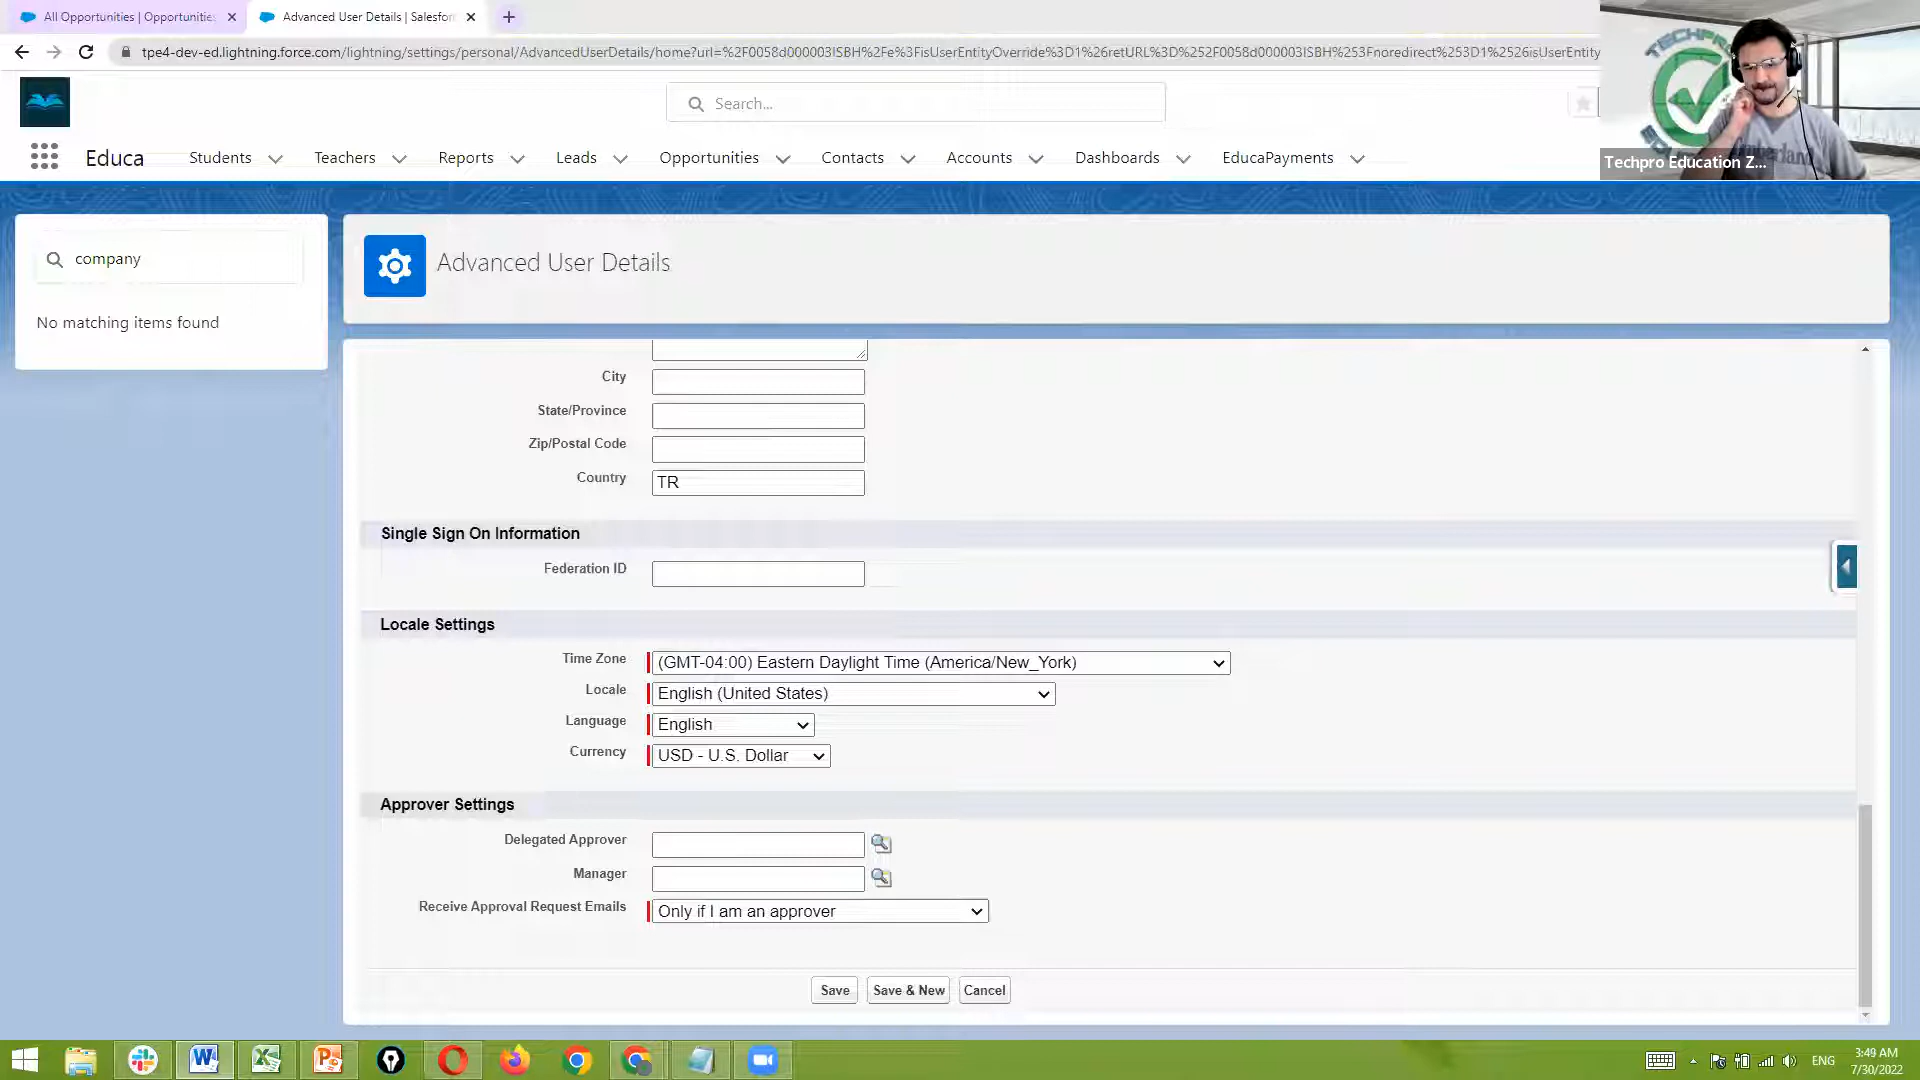 All Opportunities | Opportunities
Advanced User Details | Salesfor
tpe4-dev-ed.lightning.force.com/lightning/settings/personal/AdvancedUserDetails/home?url=%2F0058d000003ISBH%2Fe%3FisUserEntityOverride%3D1%26retURL%3D%252F0058d000003ISBH%253Fnoredirect%253D1%2526isUserEntity
Search...
Educa
Students
Teachers
Reports
Leads
Opportunities
Contacts
Accounts
Dashboards
EducaPayments
Techpro Education Z...
company
No matching items found
Advanced User Details
City
State/Province
Zip/Postal Code
Country TR
Single Sign On Information
Federation ID
Locale Settings
Time Zone (GMT-04:00) Eastern Daylight Time (America/New_York)
Locale English (United States)
Language English
Currency USD - U.S. Dollar
Approver Settings
Delegated Approver
Manager
Receive Approval Request Emails Only if I am an approver
Save
Save & New
Cancel
ENG
3:49 AM
7/30/2022